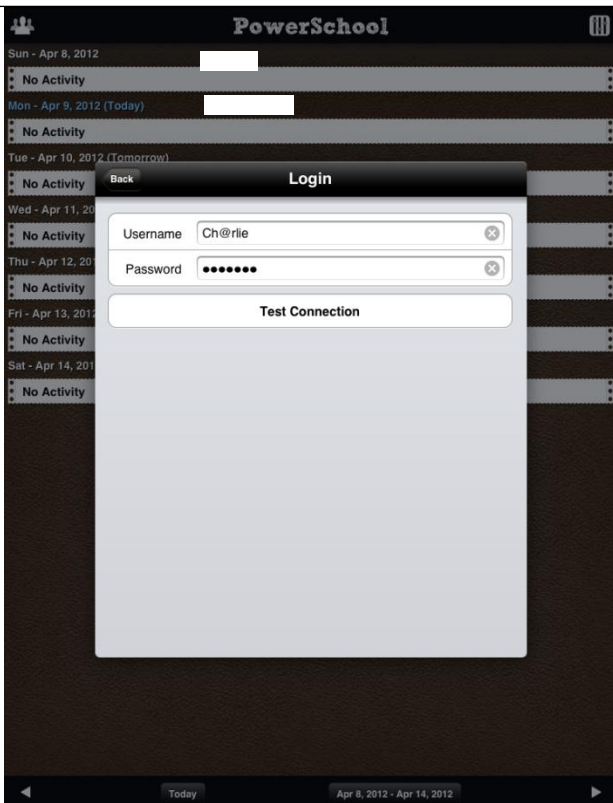 PowerSchool
Sun - Apr 8, 2012
No Activity
Mon - Apr 9, 2012 (Today)
No Activity
Tue - Apr 10, 2012 (Tomorrow)
No Activity
Wed - Apr 11, 20
No Activity
Thu - Apr 12, 201
No Activity
Fri - Apr 13, 2012
No Activity
Sat - Apr 14, 201
No Activity
Back Login
Username Ch@rlie
Password •••••••
Test Connection
Today Apr 8, 2012 - Apr 14, 2012